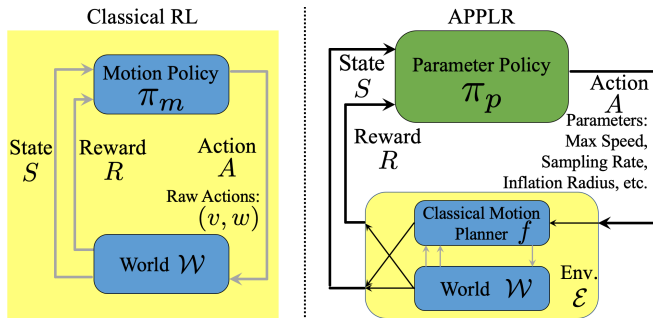 Classical RL
Motion Policy
π_m
State
S
Reward
R
Action
A
Raw Actions:
(v, w)
World 𝒲
APPLR
State
S
Parameter Policy
π_p
Reward
R
Action
A
Parameters:
Max Speed,
Sampling Rate,
Inflation Radius, etc.
Classical Motion
Planner f
World 𝒲
Env.
ℰ